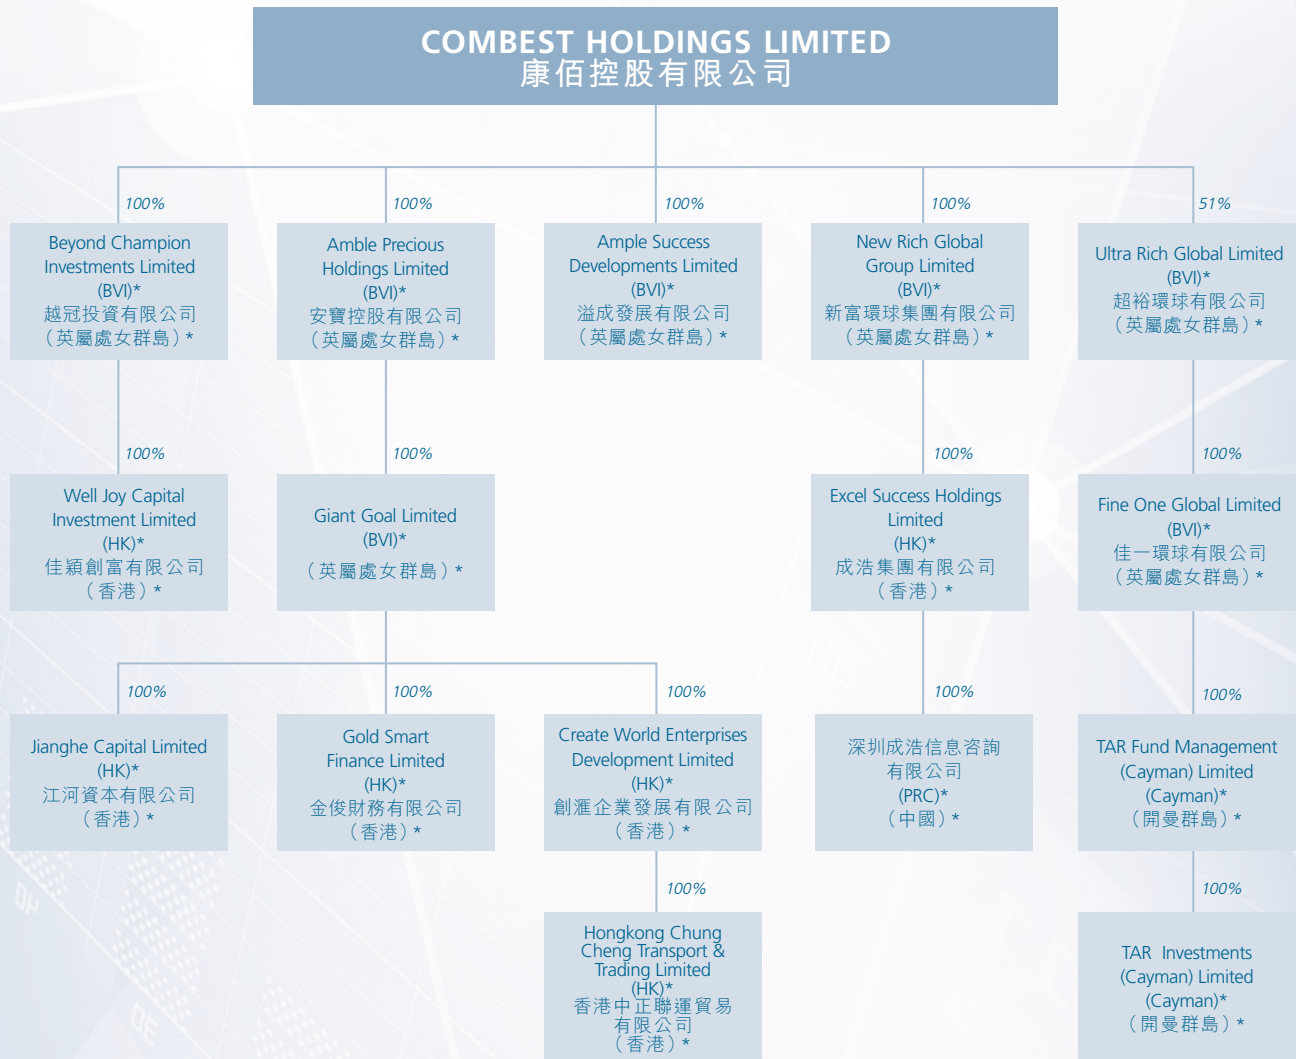 COMBEST HOLDINGS LIMITED
康佰控股有限公司
100%
100%
100%
100%
51%
Beyond Champion
Investments Limited
(BVI)*
越冠投資有限公司
（英屬處女群島）*
Amble Precious
Holdings Limited
(BVI)*
安寶控股有限公司
（英屬處女群島）*
Ample Success
Developments Limited
(BVI)*
溢成發展有限公司
（英屬處女群島）*
New Rich Global
Group Limited
(BVI)*
新富環球集團有限公司
（英屬處女群島）*
Ultra Rich Global Limited
(BVI)*
超裕環球有限公司
（英屬處女群島）*
100%
100%
100%
100%
Well Joy Capital
Investment Limited
(HK)*
佳穎創富有限公司
（香港）*
Giant Goal Limited
(BVI)*
（英屬處女群島）*
Excel Success Holdings
Limited
(HK)*
成浩集團有限公司
（香港）*
Fine One Global Limited
(BVI)*
佳一環球有限公司
（英屬處女群島）*
100%
100%
100%
100%
100%
Jianghe Capital Limited
(HK)*
江河資本有限公司
（香港）*
Gold Smart
Finance Limited
(HK)*
金俊財務有限公司
（香港）*
Create World Enterprises
Development Limited
(HK)*
創滙企業發展有限公司
（香港）*
深圳成浩信息咨詢
有限公司
(PRC)*
（中國）*
TAR Fund Management
(Cayman) Limited
(Cayman)*
（開曼群島）*
100%
100%
Hongkong Chung
Cheng Transport &
Trading Limited
(HK)*
香港中正聯運貿易
有限公司
（香港）*
TAR Investments
(Cayman) Limited
(Cayman)*
（開曼群島）*